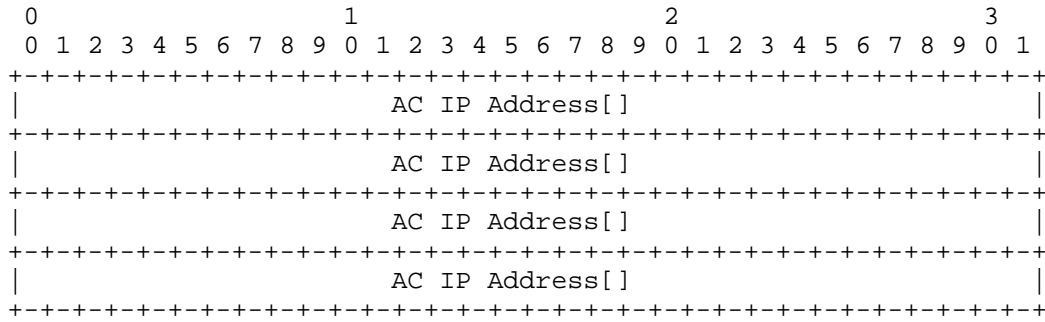 0                   1                   2                   3
 0 1 2 3 4 5 6 7 8 9 0 1 2 3 4 5 6 7 8 9 0 1 2 3 4 5 6 7 8 9 0 1
+-+-+-+-+-+-+-+-+-+-+-+-+-+-+-+-+-+-+-+-+-+-+-+-+-+-+-+-+-+-+-+-+
|                       AC IP Address[]                         |
+-+-+-+-+-+-+-+-+-+-+-+-+-+-+-+-+-+-+-+-+-+-+-+-+-+-+-+-+-+-+-+-+
|                       AC IP Address[]                         |
+-+-+-+-+-+-+-+-+-+-+-+-+-+-+-+-+-+-+-+-+-+-+-+-+-+-+-+-+-+-+-+-+
|                       AC IP Address[]                         |
+-+-+-+-+-+-+-+-+-+-+-+-+-+-+-+-+-+-+-+-+-+-+-+-+-+-+-+-+-+-+-+-+
|                       AC IP Address[]                         |
+-+-+-+-+-+-+-+-+-+-+-+-+-+-+-+-+-+-+-+-+-+-+-+-+-+-+-+-+-+-+-+-+